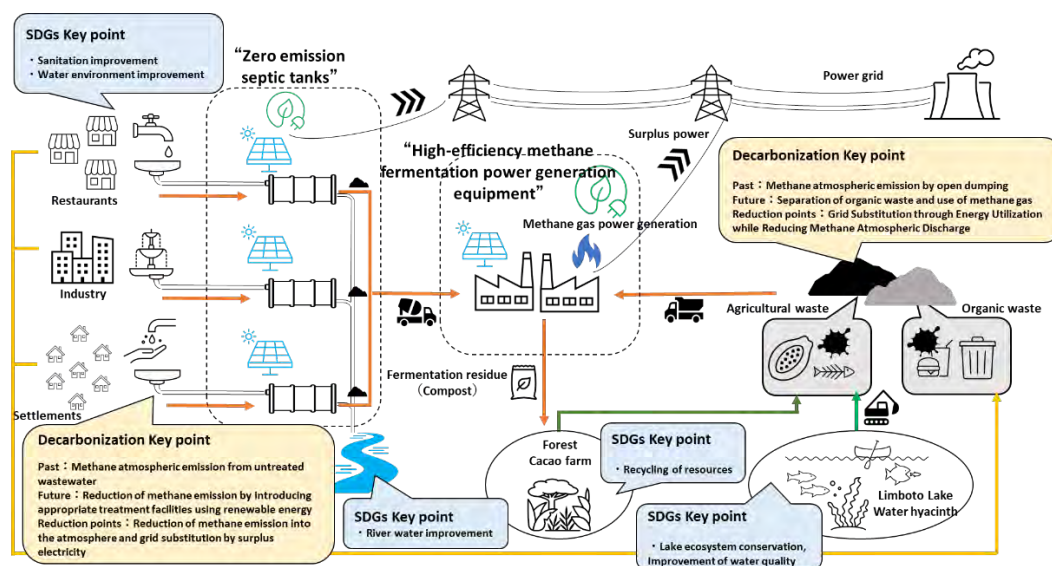 SDGs Key point
・Sanitation improvement
・Water environment improvement
“Zero emission
septic tanks”
Power grid
Surplus power
“High-efficiency methane
fermentation power generation
equipment”
Methane gas power generation
Decarbonization Key point
Past：Methane atmospheric emission by open dumping
Future：Separation of organic waste and use of methane gas
Reduction points：Grid Substitution through Energy Utilization
while Reducing Methane Atmospheric Discharge
Restaurants
Industry
Settlements
Agricultural waste
Organic waste
Fermentation residue
（Compost）
Decarbonization Key point
Past：Methane atmospheric emission from untreated
wastewater
Future：Reduction of methane emission by Introducing
appropriate treatment facilities using renewable energy
Reduction points：Reduction of methane emission into
the atmosphere and grid substitution by surplus
electricity
SDGs Key point
・River water improvement
Forest
Cacao farm
SDGs Key point
・Recycling of resources
Limboto Lake
Water hyacinth
SDGs Key point
・Lake ecosystem conservation,
Improvement of water quality